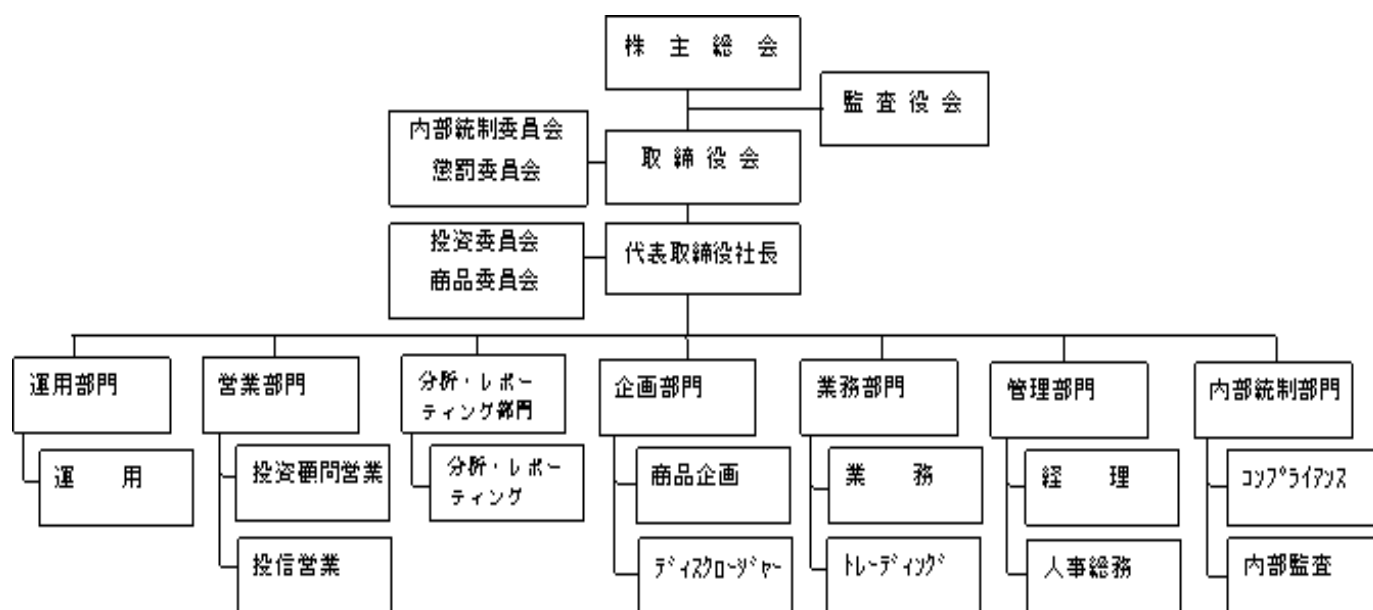 株 主 総 会
監 査 役 会
内部統制委員会
懲罰委員会
取 締 役 会
投資委員会
商品委員会
代表取締役社長
運用部門
営業部門
分析・レポー
ティング部門
企画部門
業務部門
管理部門
内部統制部門
運 用
投資顧問営業
分析・レポー
ティング
商品企画
業 務
経 理
コンプライアンス
投信営業
ディスクロージャー
トレーディング
人事総務
内部監査